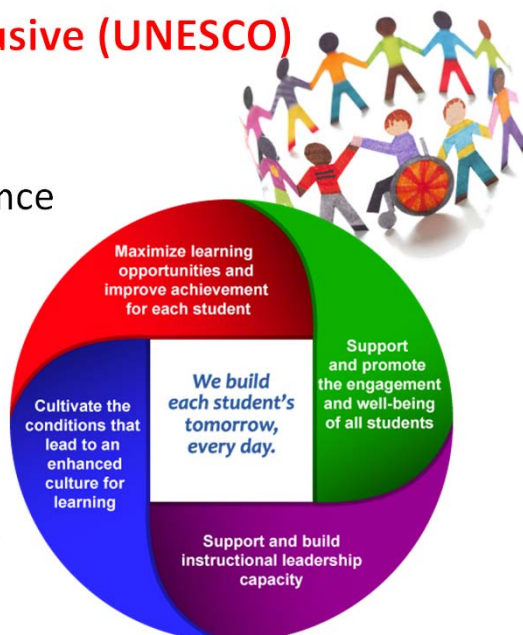 usive (UNESCO)
nce
Maximize learning
opportunities and
improve achievement
for each student
Support
and promote
the engagement
and well-being
of all students
We build
each student's
tomorrow,
every day.
Cultivate the
conditions that
lead to an
enhanced
culture for
learning
Support and build
instructional leadership
capacity